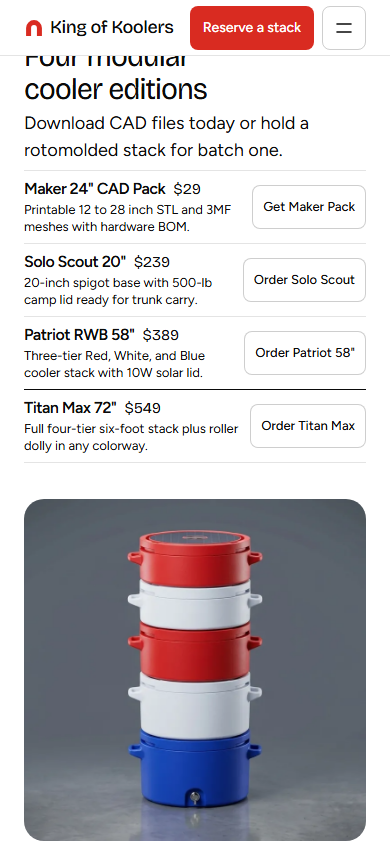 King of Koolers
Reserve a stack
Four modular
cooler editions
Download CAD files today or hold a
rotomolded stack for batch one.
Maker 24" CAD Pack $29
Printable 12 to 28 inch STL and 3MF
meshes with hardware BOM.
Get Maker Pack
Solo Scout 20" $239
20-inch spigot base with 500-lb
camp lid ready for trunk carry.
Order Solo Scout
Patriot RWB 58" $389
Three-tier Red, White, and Blue
cooler stack with 10W solar lid.
Order Patriot 58"
Titan Max 72" $549
Full four-tier six-foot stack plus roller
dolly in any colorway.
Order Titan Max